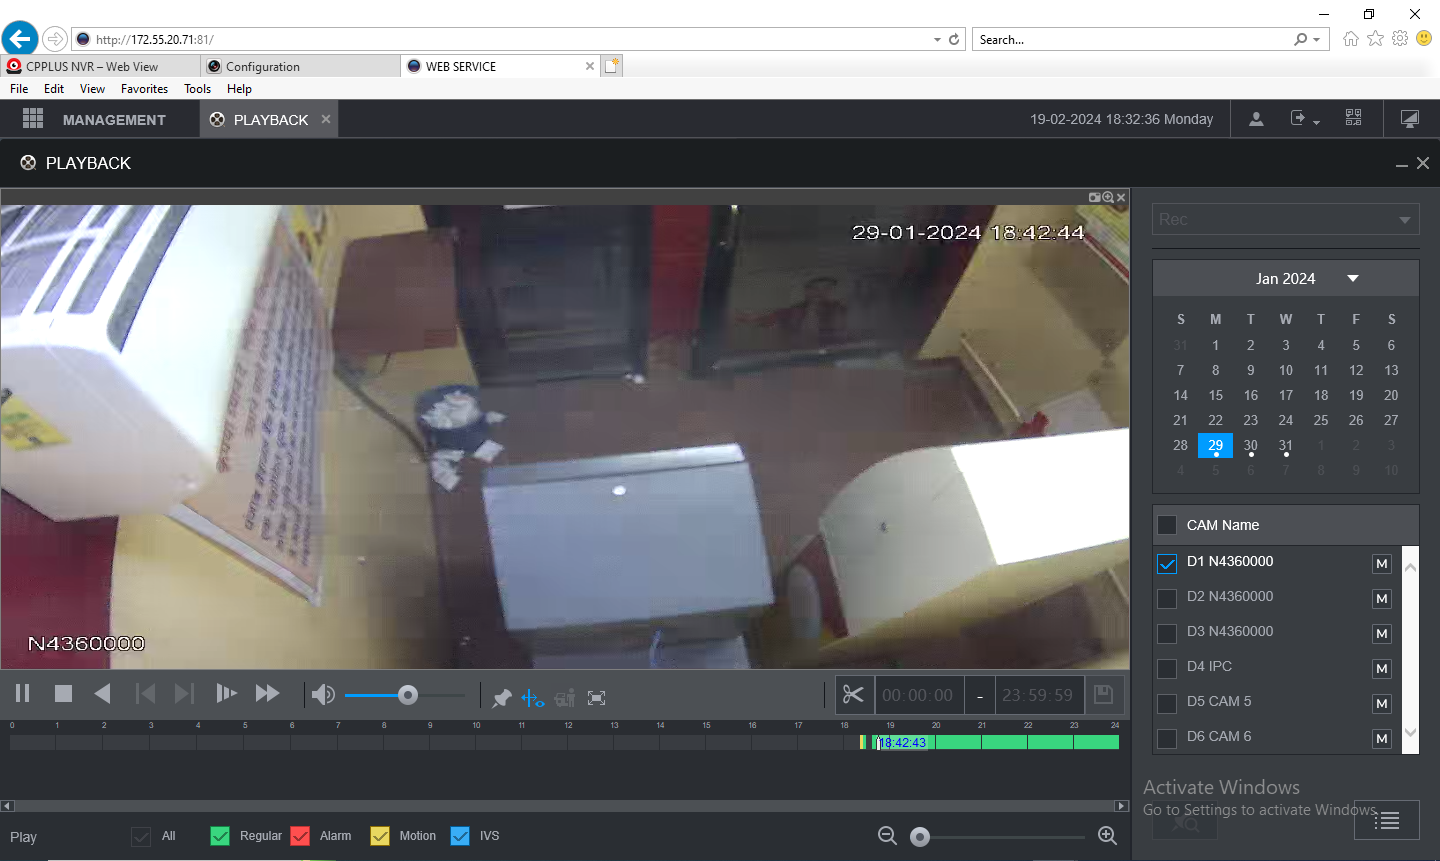 http://172.55.20.71:81/
Search...
CPPLUS NVR – Web View
Configuration
WEB SERVICE
File Edit View Favorites Tools Help
MANAGEMENT
PLAYBACK
19-02-2024 18:32:36 Monday
PLAYBACK
29-01-2024 18:42:44
N4360000
Rec
Jan 2024
S M T W T F S
31 1 2 3 4 5 6
7 8 9 10 11 12 13
14 15 16 17 18 19 20
21 22 23 24 25 26 27
28 29 30 31 1 2 3
4 5 6 7 8 9 10
CAM Name
D1 N4360000 M
D2 N4360000 M
D3 N4360000 M
D4 IPC M
D5 CAM 5 M
D6 CAM 6 M
00:00:00 - 23:59:59
0 1 2 3 4 5 6 7 8 9 10 11 12 13 14 15 16 17 18 19 20 21 22 23 24
18:42:43
Play
All
Regular
Alarm
Motion
IVS
Activate Windows
Go to Settings to activate Windows.